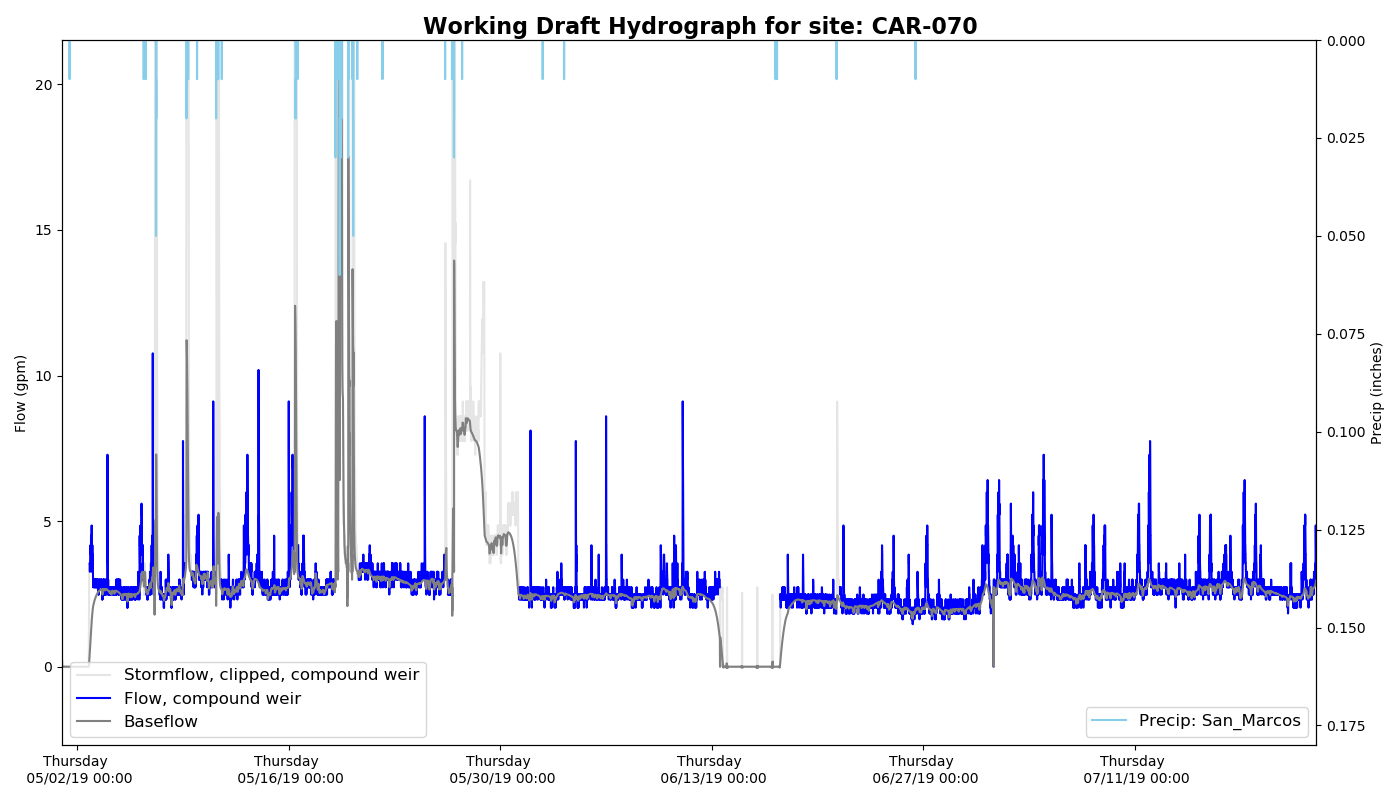 Working Draft Hydrograph for site: CAR-070
20
15
10
5
0
Flow (gpm)
0.000
0.025
0.050
0.075
0.100
0.125
0.150
0.175
Precip (inches)
Stormflow, clipped, compound weir
Flow, compound weir
Baseflow
Precip: San_Marcos
Thursday
05/02/19 00:00
Thursday
05/16/19 00:00
Thursday
05/30/19 00:00
Thursday
06/13/19 00:00
Thursday
06/27/19 00:00
Thursday
07/11/19 00:00